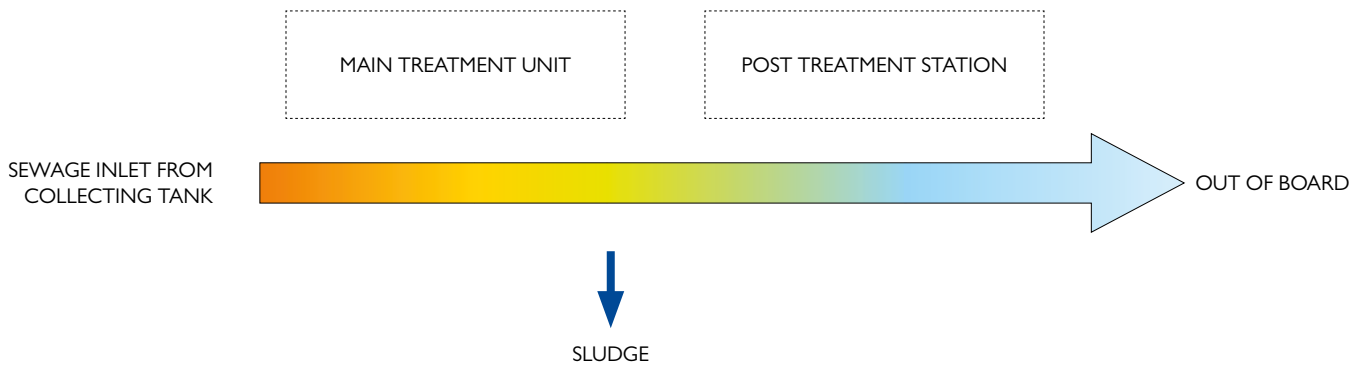 MAIN TREATMENT UNIT
POST TREATMENT STATION
SEWAGE INLET FROM
COLLECTING TANK
OUT OF BOARD
SLUDGE